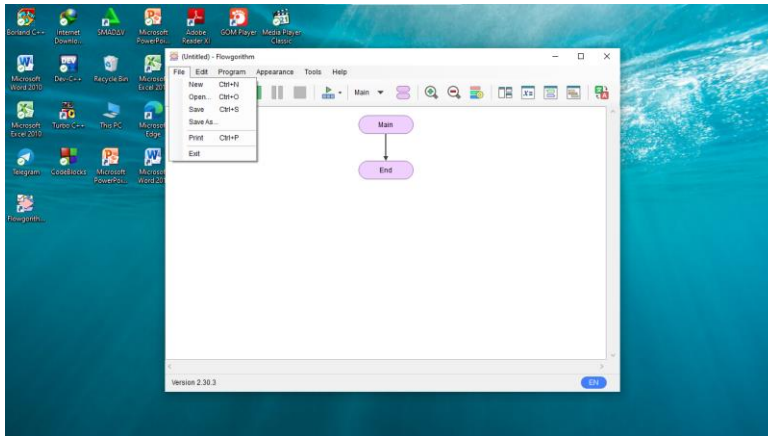 Borland C++
Internet
Downlo...
SMADAV
Microsoft
PowerPoi...
Adobe
Reader XI
GOM Player
Media Player
Classic
Microsoft
Word 2010
Dev-C++
Recycle Bin
Microsof
Excel 201
Microsoft
Excel 2010
Turbo C++
This PC
Microsof
Edge
Telegram
CodeBlocks
Microsoft
PowerPoi...
Microsof
Word 201
Flowgorith...
(Untitled) - Flowgorithm
File Edit Program Appearance Tools Help
New Ctrl+N
Open... Ctrl+O
Save Ctrl+S
Save As...
Print Ctrl+P
Exit
Main
Main
End
Version 2.30.3
EN